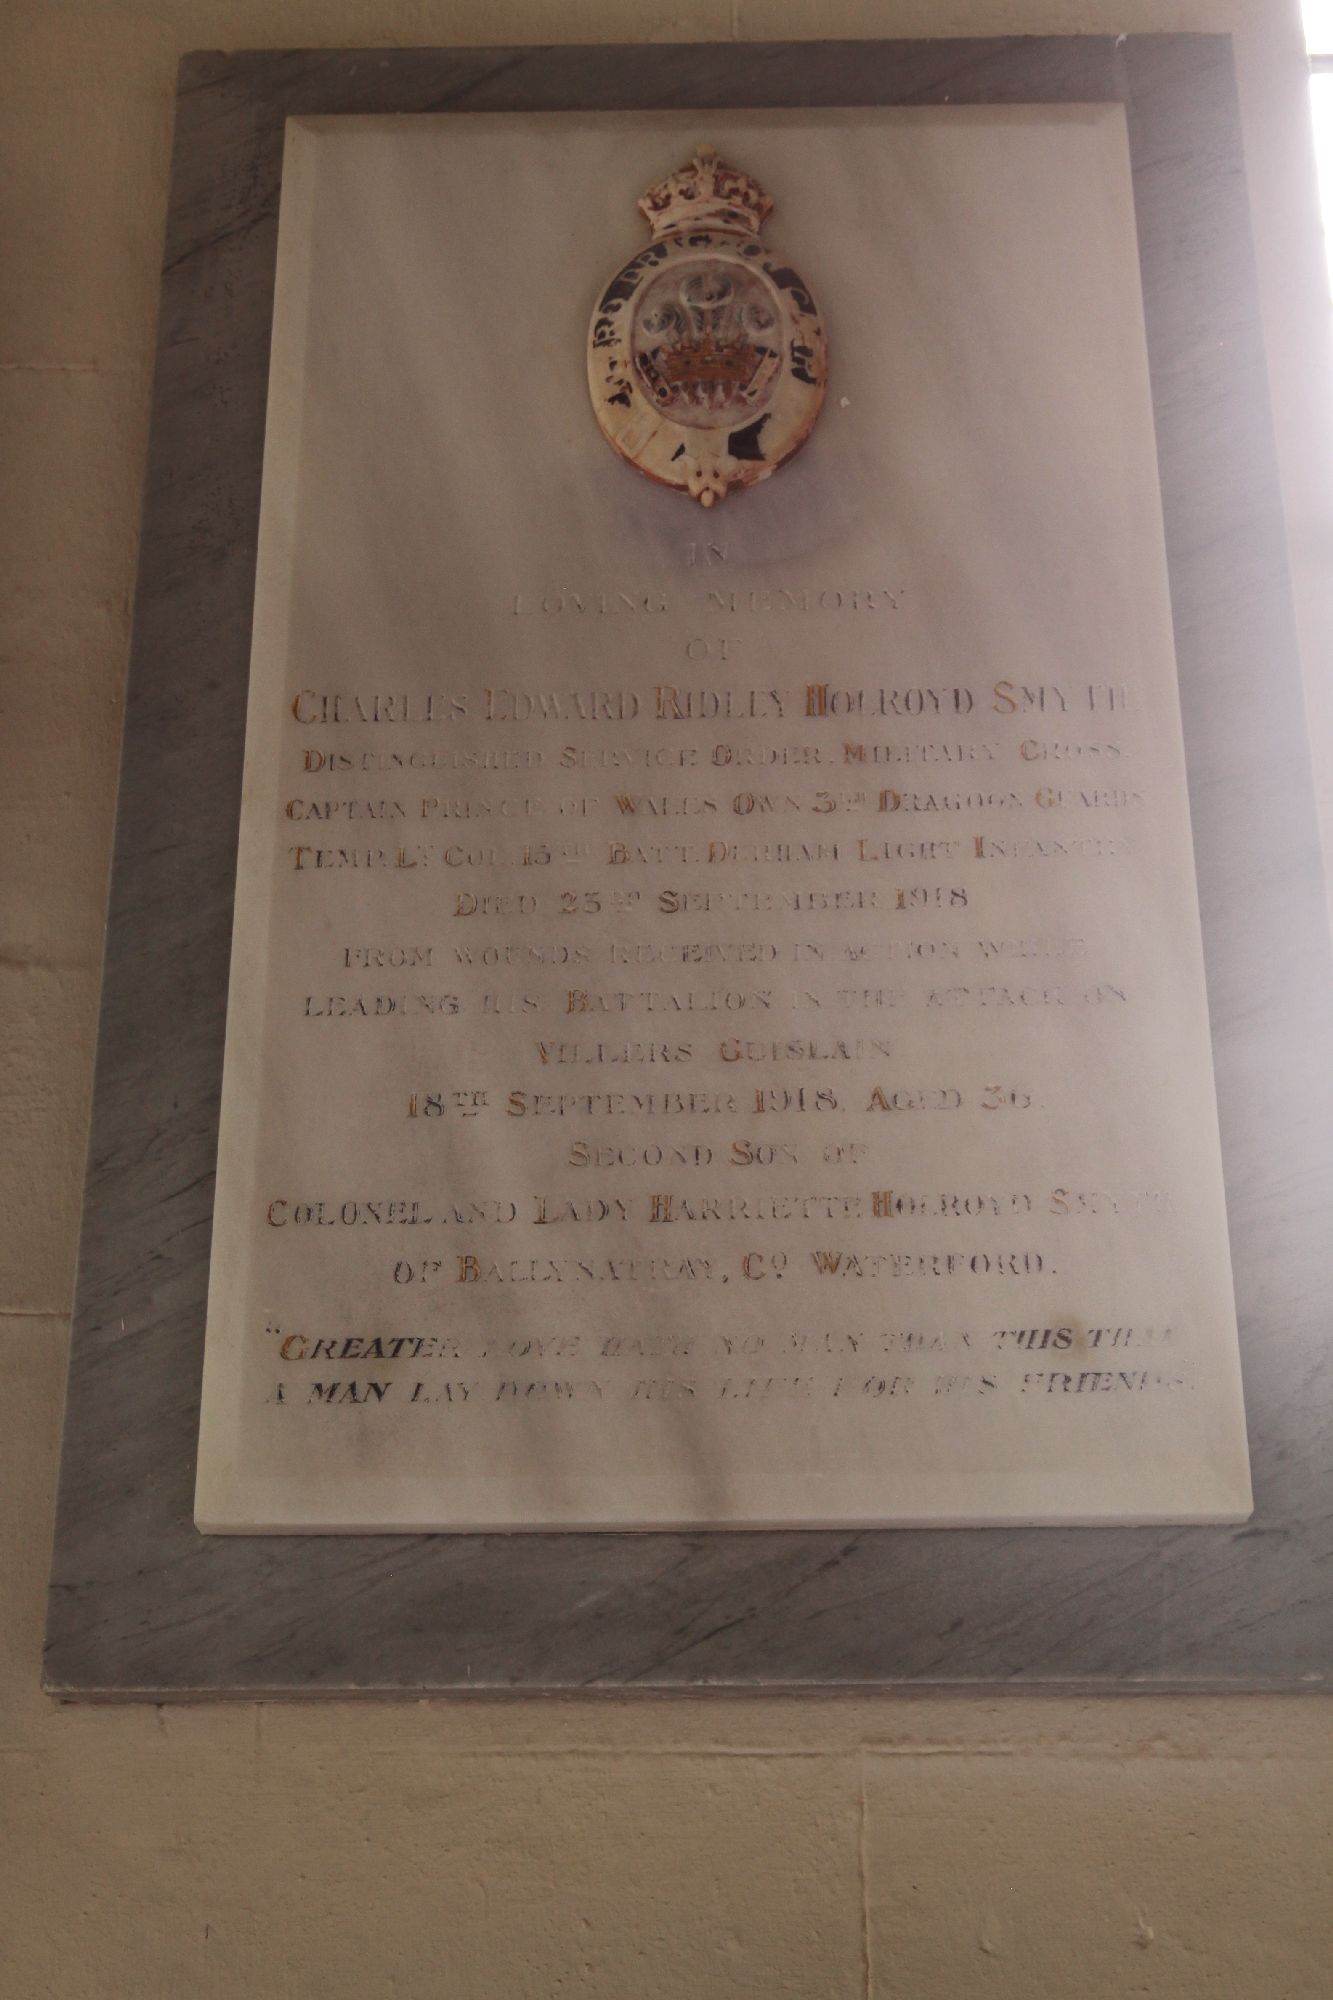 3RD DRAGOON
IN
LOVING MEMORY
OF
CHARLES EDWARD RIDLEY HOLROYD SMYTH
DISTINGUISHED SERVICE ORDER, MILITARY CROSS.
CAPTAIN PRINCE OF WALES OWN 3RD DRAGOON GUARDS
TEMP. LT COL. 15TH BATT. DURHAM LIGHT INFANTRY
DIED 23RD SEPTEMBER 1918
FROM WOUNDS RECEIVED IN ACTION WHILE
LEADING HIS BATTALION IN THE ATTACK ON
VILLERS GUISLAIN
18TH SEPTEMBER 1918. AGED 36.
SECOND SON OF
COLONEL AND LADY HARRIETTE HOLROYD SMYTH
OF BALLYNATRAY, CO WATERFORD.
"GREATER LOVE HATH NO MAN THAN THIS THAT
A MAN LAY DOWN HIS LIFE FOR HIS FRIENDS."